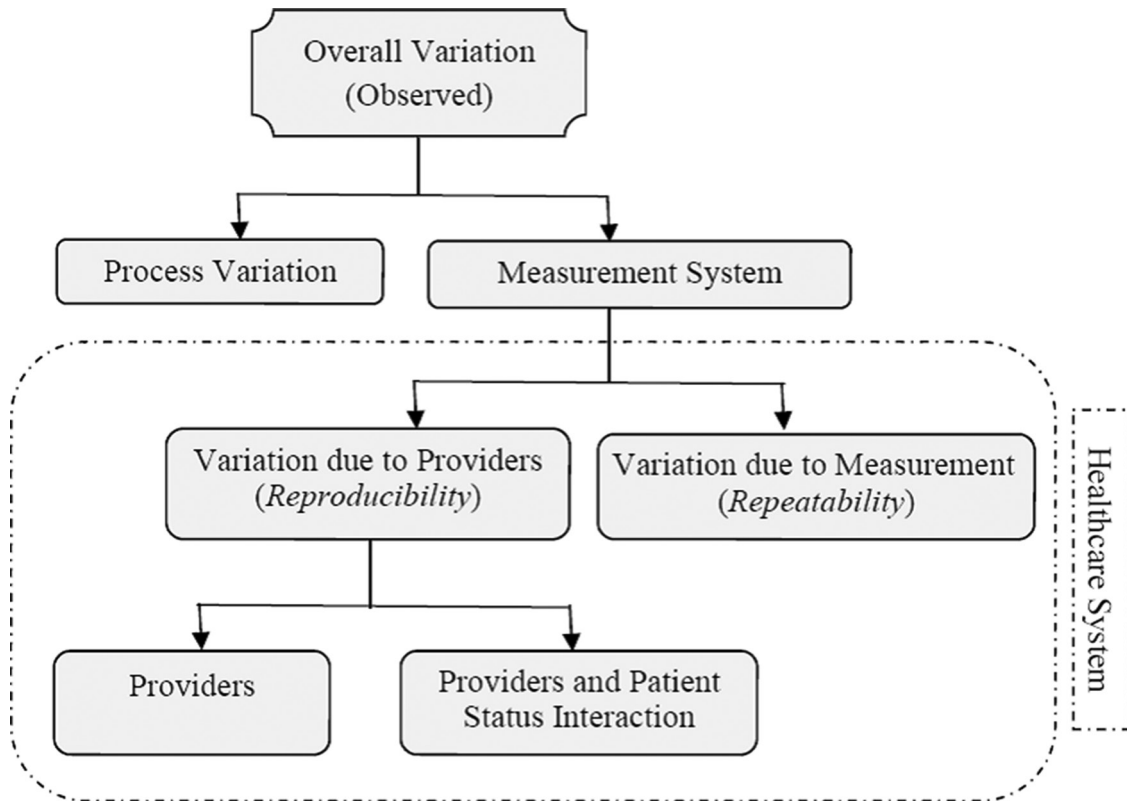 Overall Variation
(Observed)
Process Variation
Measurement System
Variation due to Providers
(Reproducibility)
Variation due to Measurement
(Repeatability)
Healthcare System
Providers
Providers and Patient
Status Interaction